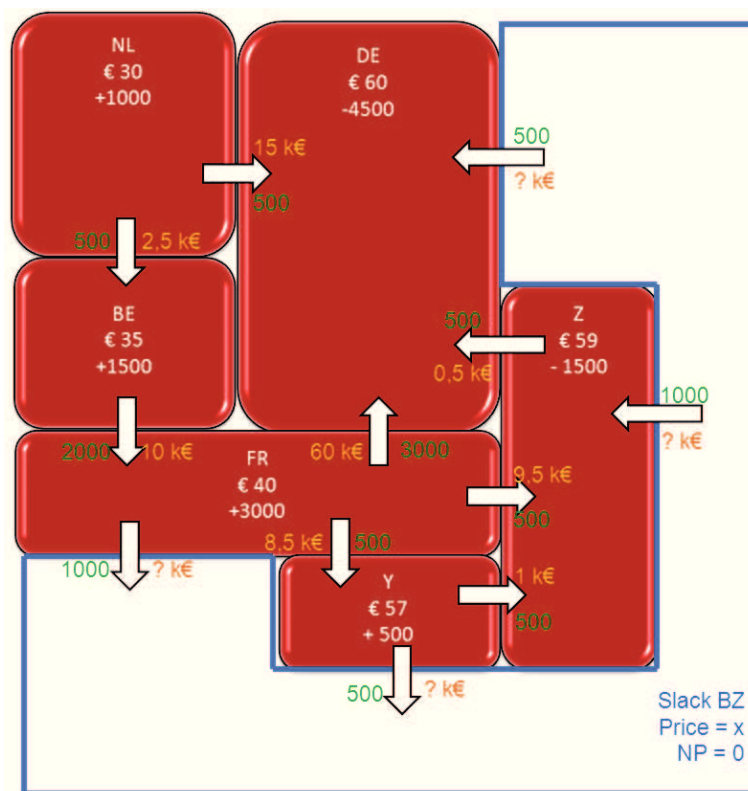 NL
€ 30
+1000
DE
€ 60
-4500
15 k€
500
500
? k€
500
2,5 k€
BE
€ 35
+1500
500
0,5 k€
Z
€ 59
- 1500
1000
? k€
2000
10 k€
FR
€ 40
+3000
60 k€
3000
9,5 k€
500
8,5 k€
500
1000
? k€
Y
€ 57
+ 500
1 k€
500
500
? k€
Slack BZ
Price = x
NP = 0